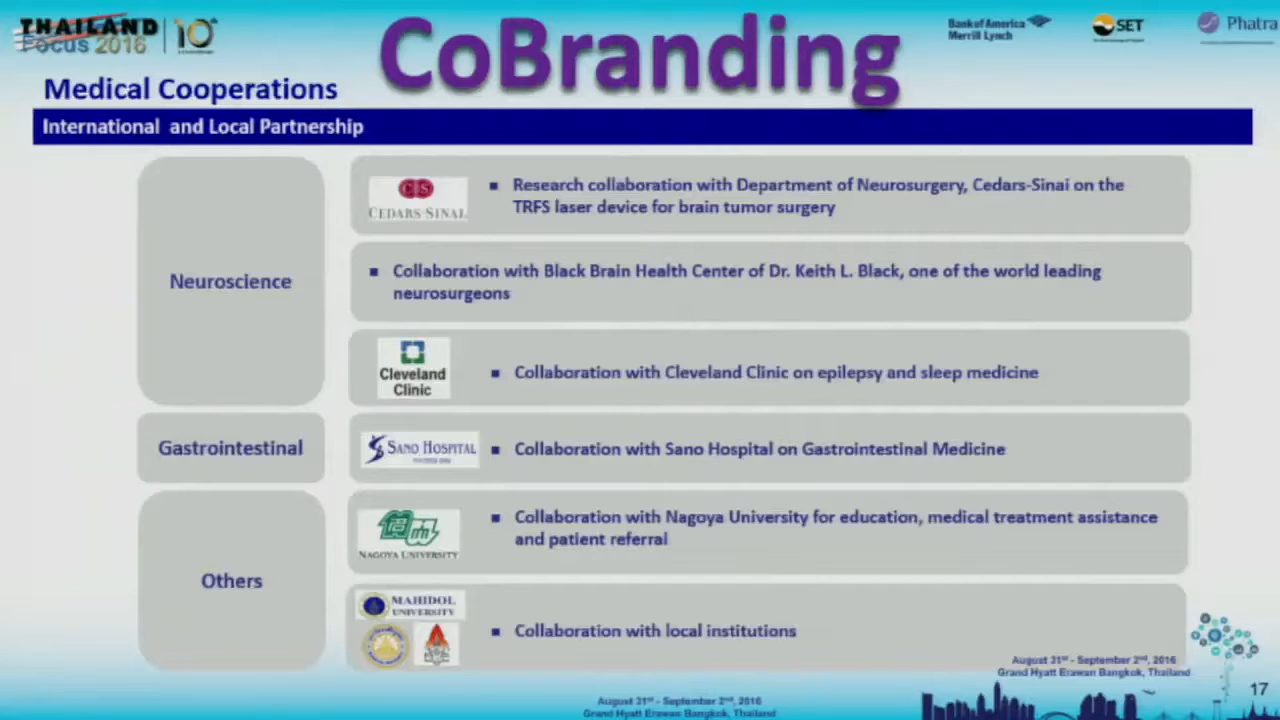 THAILAND
Focus 2016
10
CoBranding
Bank of America
Merrill Lynch
SET
Phatra
Medical Cooperations
International and Local Partnership
Neuroscience
CEDARS-SINAI
■ Research collaboration with Department of Neurosurgery, Cedars-Sinai on the
TRFS laser device for brain tumor surgery
■ Collaboration with Black Brain Health Center of Dr. Keith L. Black, one of the world leading
neurosurgeons
Cleveland
Clinic
■ Collaboration with Cleveland Clinic on epilepsy and sleep medicine
Gastrointestinal
SANO HOSPITAL
■ Collaboration with Sano Hospital on Gastrointestinal Medicine
Others
NAGOYA UNIVERSITY
■ Collaboration with Nagoya University for education, medical treatment assistance
and patient referral
MAHIDOL
UNIVERSITY
■ Collaboration with local institutions
August 31st - September 2nd, 2016
Grand Hyatt Erawan Bangkok, Thailand
17
August 31st - September 2nd, 2016
Grand Hyatt Erawan Bangkok, Thailand